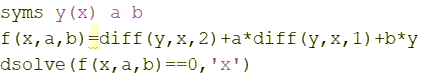 syms y(x) a b
f(x,a,b)=diff(y,x,2)+a*diff(y,x,1)+b*y
dsolve(f(x,a,b)==0,'x')